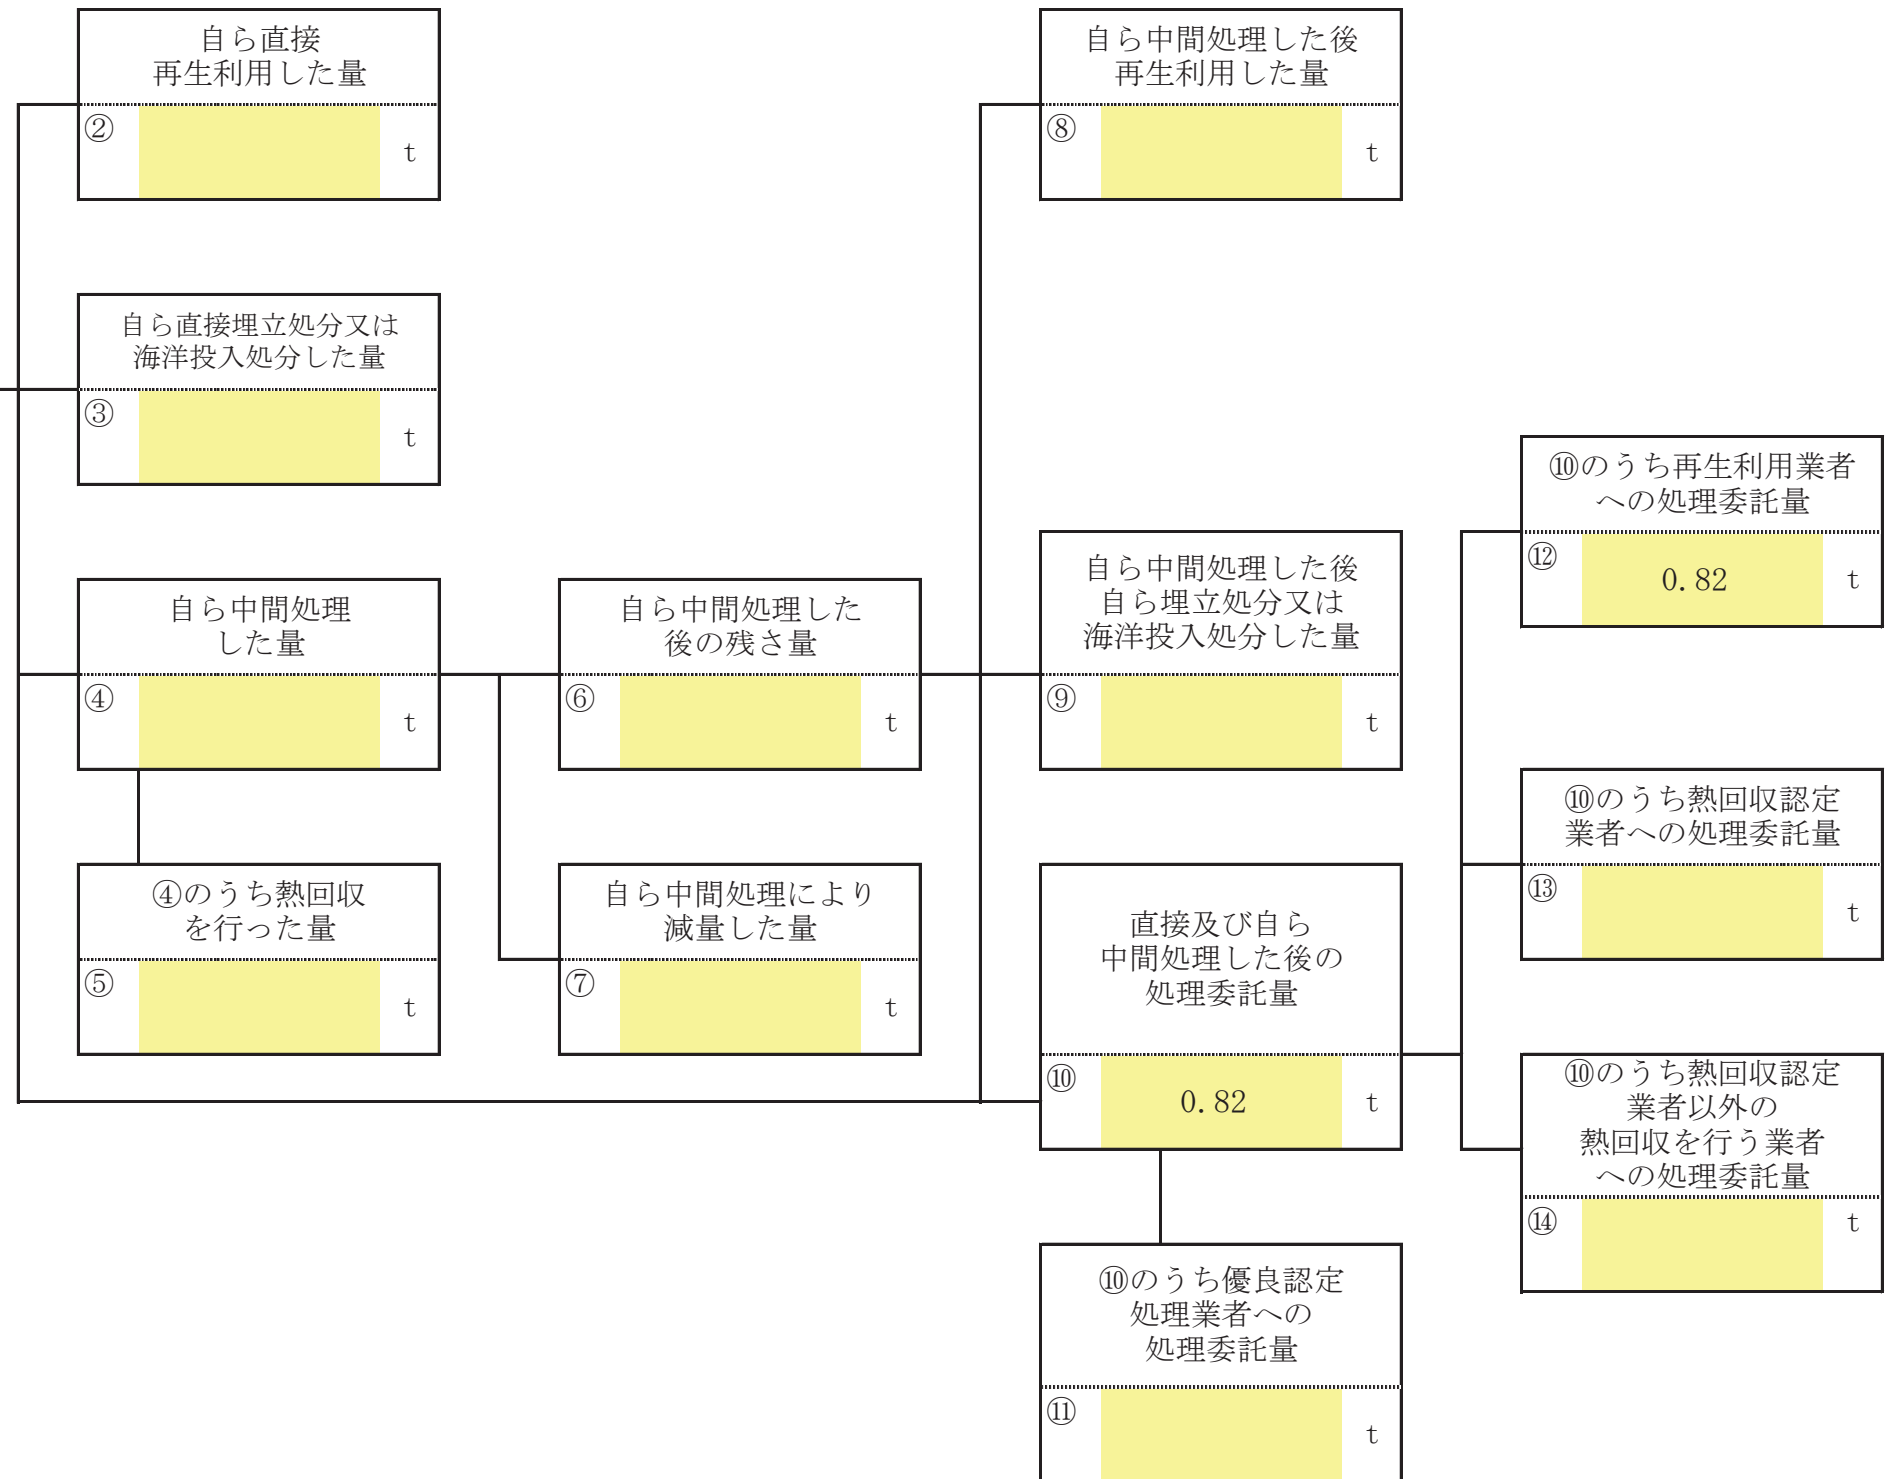 自ら直接
再生利用した量
②
t
自ら中間処理した後
再生利用した量
⑧
t
自ら直接埋立処分又は
海洋投入処分した量
③
t
⑩のうち再生利用業者
への処理委託量
⑫
0.82
t
自ら中間処理
した量
④
t
自ら中間処理した
後の残さ量
⑥
t
自ら中間処理した後
自ら埋立処分又は
海洋投入処分した量
⑨
t
⑩のうち熱回収認定
業者への処理委託量
⑬
t
④のうち熱回収
を行った量
⑤
t
自ら中間処理により
減量した量
⑦
t
直接及び自ら
中間処理した後の
処理委託量
⑩
0.82
t
⑩のうち熱回収認定
業者以外の
熱回収を行う業者
への処理委託量
⑭
t
⑩のうち優良認定
処理業者への
処理委託量
⑪
t